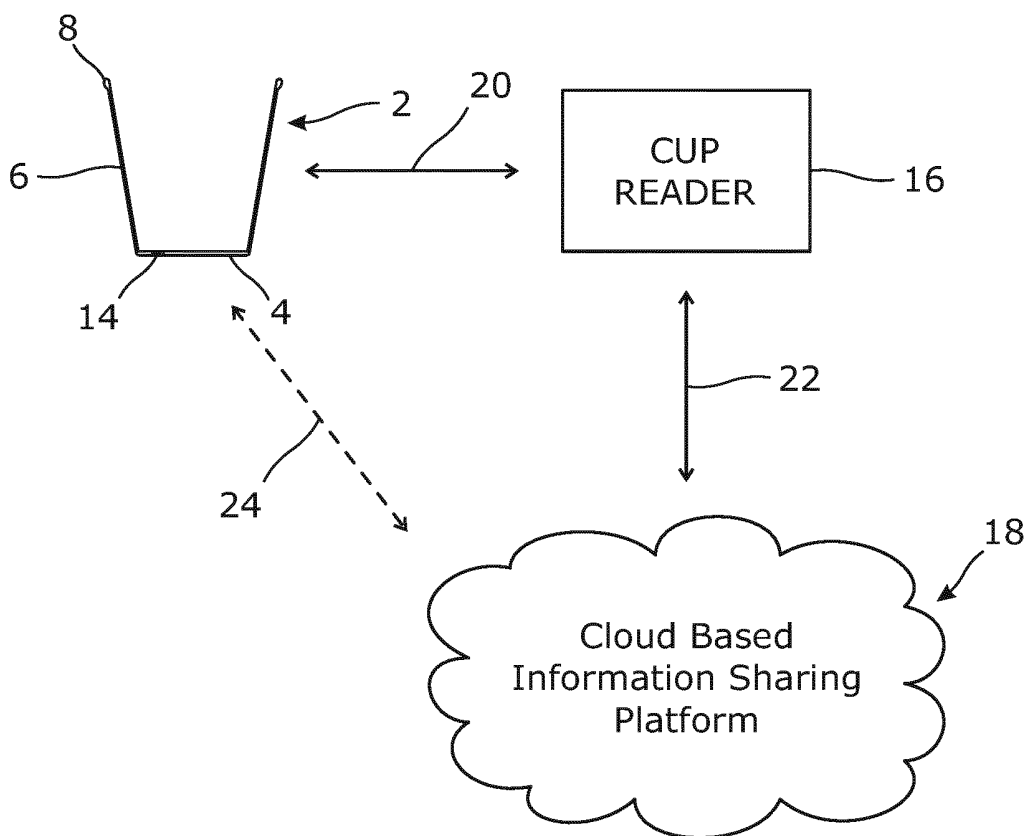 8
2
20
6
CUP
READER
16
14
4
22
24
18
Cloud Based
Information Sharing
Platform